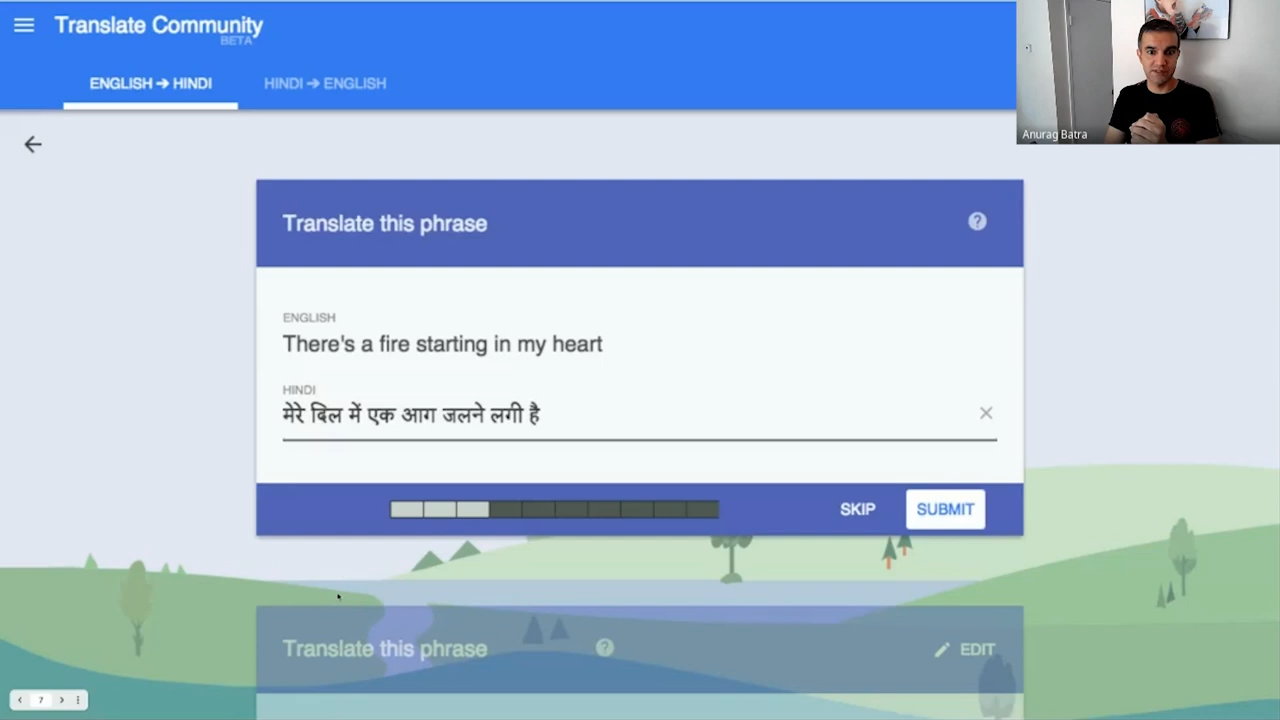 Translate Community
BETA
ENGLISH → HINDI
HINDI → ENGLISH
Anurag Batra
Translate this phrase
?
ENGLISH
There's a fire starting in my heart
HINDI
मेरे बिल में एक आग जलने लगी है
SKIP
SUBMIT
Translate this phrase
?
EDIT
7